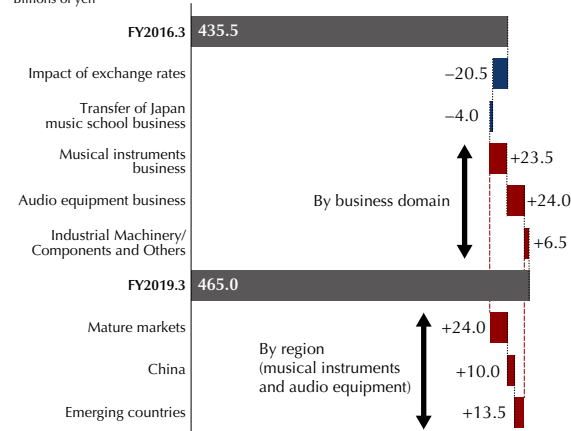 Billions of yen
FY2016.3
435.5
Impact of exchange rates
–20.5
Transfer of Japan
music school business
–4.0
Musical instruments
business
+23.5
Audio equipment business
By business domain
+24.0
Industrial Machinery/
Components and Others
+6.5
FY2019.3
465.0
Mature markets
+24.0
By region
(musical instruments
and audio equipment)
China
+10.0
Emerging countries
+13.5